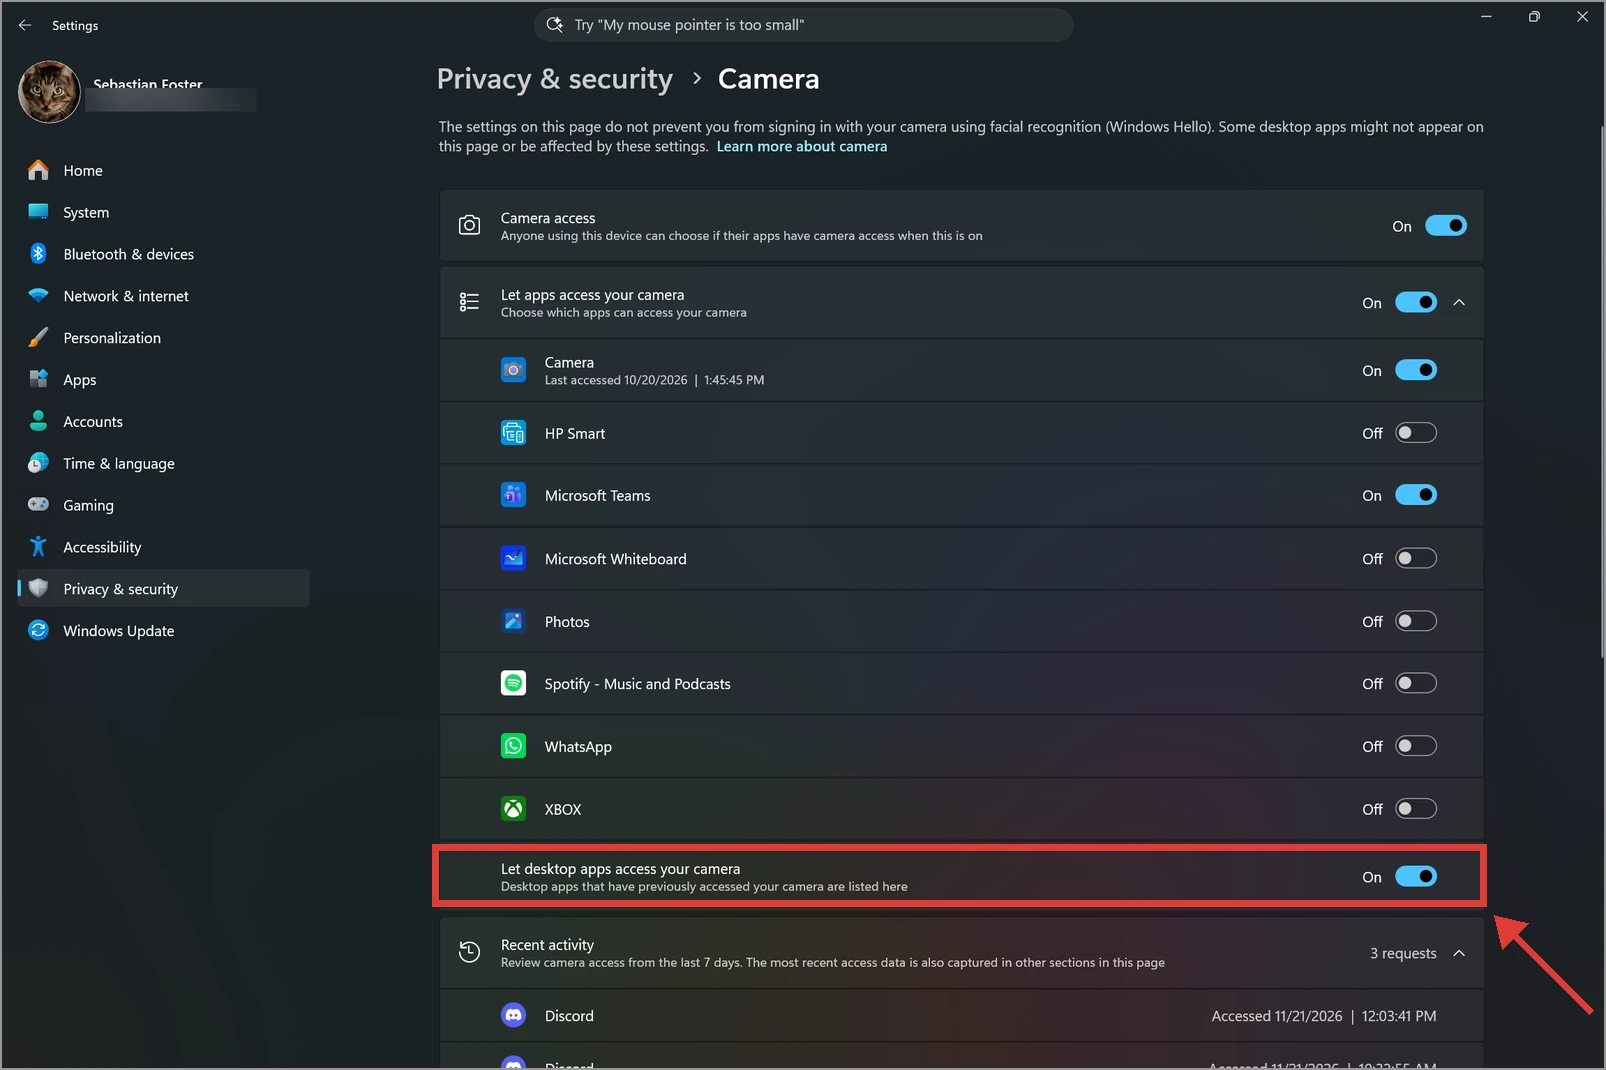 Settings
Try "My mouse pointer is too small"
Sebastian Foster
Home
System
Bluetooth & devices
Network & internet
Personalization
Apps
Accounts
Time & language
Gaming
Accessibility
Privacy & security
Windows Update
Privacy & security > Camera
The settings on this page do not prevent you from signing in with your camera using facial recognition (Windows Hello). Some desktop apps might not appear on
this page or be affected by these settings. Learn more about camera
Camera access
Anyone using this device can choose if their apps have camera access when this is on
On
Let apps access your camera
Choose which apps can access your camera
On
Camera
Last accessed 10/20/2026 | 1:45:45 PM
On
HP Smart
Off
Microsoft Teams
On
Microsoft Whiteboard
Off
Photos
Off
Spotify - Music and Podcasts
Off
WhatsApp
Off
XBOX
Off
Let desktop apps access your camera
Desktop apps that have previously accessed your camera are listed here
On
Recent activity
Review camera access from the last 7 days. The most recent access data is also captured in other sections in this page
3 requests
Discord
Accessed 11/21/2026 | 12:03:41 PM
Discord
Accessed 11/21/2026 | 10:32:55 AM